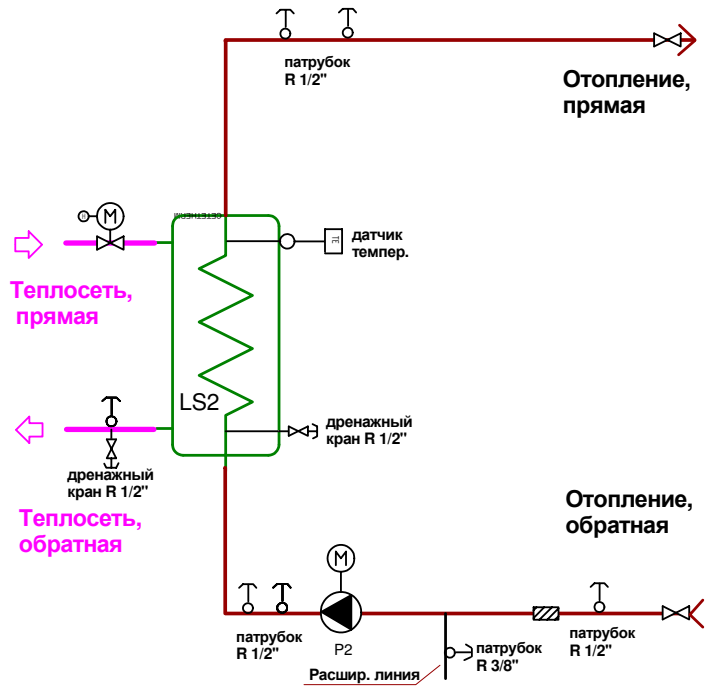 патрубок
R 1/2"
Отопление,
прямая
M
датчик
темпер.
TE
Теплосеть,
прямая
LS2
дренажный
кран R 1/2"
дренажный
кран R 1/2"
Теплосеть,
обратная
Отопление,
обратная
M
патрубок
R 1/2"
P2
патрубок
R 3/8"
патрубок
R 1/2"
Расшир. линия